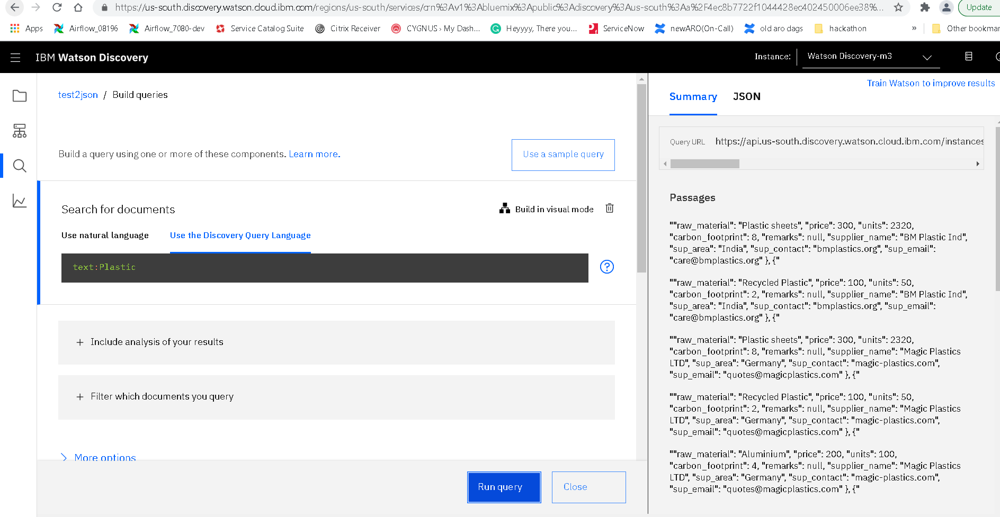 https://us-south.discovery.watson.cloud.ibm.com/regions/us-south/services/crn%3Av1%3Abluemix%3Apublic%3Adiscovery%3Aus-south%3Aa%2F4ec8b7722f1044428ec402450006ee38%...
Update
Apps Airflow_08196 Airflow_7080-dev Service Catalog Suite Citrix Receiver CYGNUS › My Dash... Heyyyy, There you... ServiceNow newARO(On-Call) old aro dags hackathon » Other bookmar
IBM Watson Discovery
Instance: Watson Discovery-m3
test2json / Build queries
Build a query using one or more of these components. Learn more.
Use a sample query
Search for documents
Build in visual mode
Use natural language Use the Discovery Query Language
text:Plastic
?
+ Include analysis of your results
+ Filter which documents you query
More options
Run query Close
Train Watson to improve results
Summary JSON
Query URL https://api.us-south.discovery.watson.cloud.ibm.com/instances
Passages
""raw_material": "Plastic sheets", "price": 300, "units": 2320,
"carbon_footprint": 8, "remarks": null, "supplier_name": "BM Plastic Ind",
"sup_area": "India", "sup_contact": "bmplastics.org", "sup_email":
"care@bmplastics.org" }, {"
""raw_material": "Recycled Plastic", "price": 100, "units": 50,
"carbon_footprint": 2, "remarks": null, "supplier_name": "BM Plastic Ind",
"sup_area": "India", "sup_contact": "bmplastics.org", "sup_email":
"care@bmplastics.org" }, {"
""raw_material": "Plastic sheets", "price": 300, "units": 2320,
"carbon_footprint": 8, "remarks": null, "supplier_name": "Magic Plastics
LTD", "sup_area": "Germany", "sup_contact": "magic-plastics.com",
"sup_email": "quotes@magicplastics.com" }, {"
""raw_material": "Recycled Plastic", "price": 100, "units": 50,
"carbon_footprint": 2, "remarks": null, "supplier_name": "Magic Plastics
LTD", "sup_area": "Germany", "sup_contact": "magic-plastics.com",
"sup_email": "quotes@magicplastics.com" }, {"
""raw_material": "Aluminium", "price": 200, "units": 100,
"carbon_footprint": 4, "remarks": null, "supplier_name": "Magic Plastics
LTD", "sup_area": "Germany", "sup_contact": "magic-plastics.com",
"sup_email": "quotes@magicplastics.com" }, {"